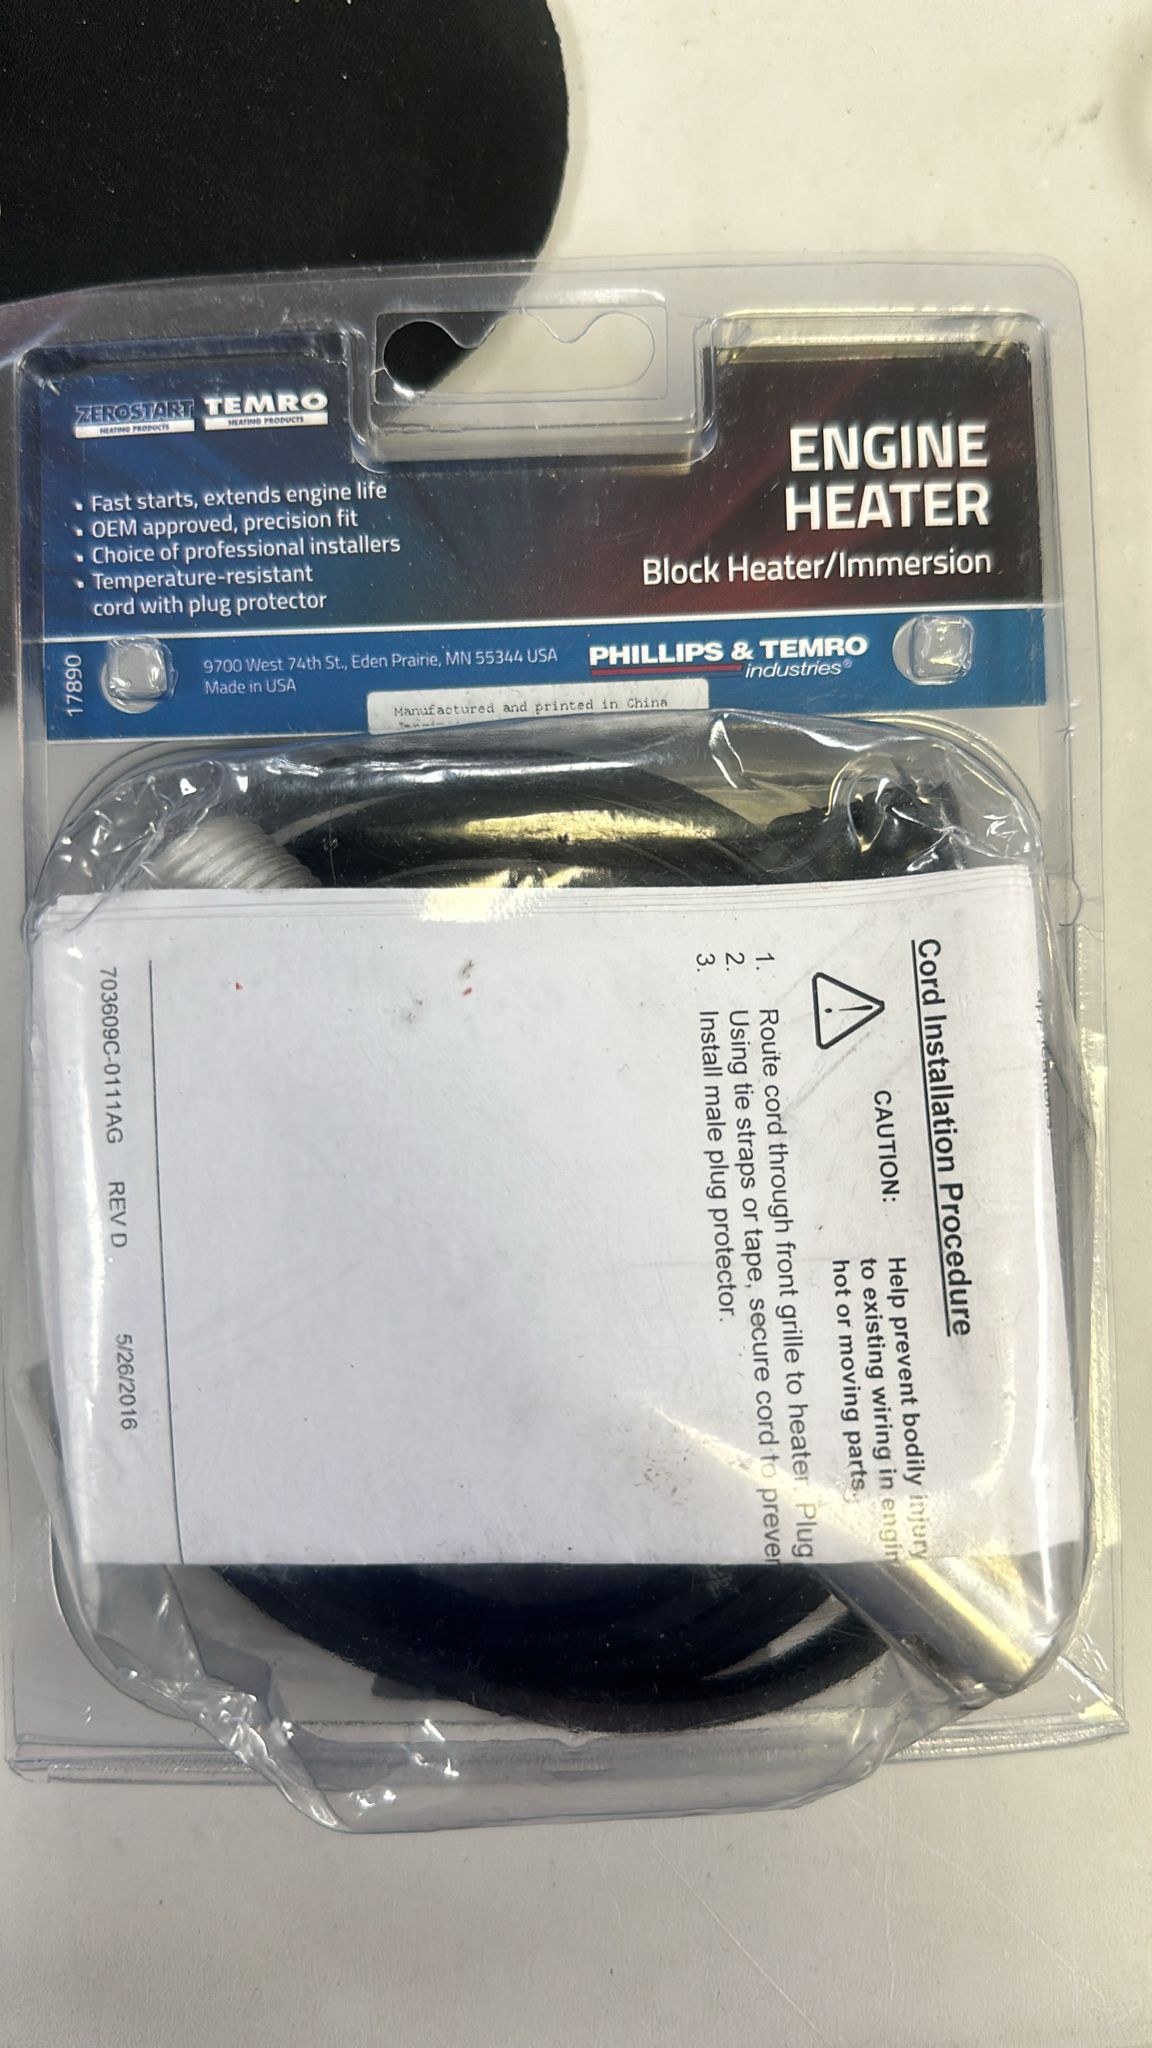 ZEROSTART
HEATING PRODUCTS
TEMRO
HEATING PRODUCTS
• Fast starts, extends engine life
• OEM approved, precision fit
• Choice of professional installers
• Temperature-resistant
cord with plug protector
ENGINE
HEATER
Block Heater/Immersion
9700 West 74th St., Eden Prairie, MN 55344 USA
Made in USA
PHILLIPS & TEMRO
industries®
Manufactured and printed in China
Cord Installation Procedure
CAUTION:
Help prevent bodily injury
to existing wiring in engin
hot or moving parts.
1. Route cord through front grille to heater. Plug
2. Using tie straps or tape, secure cord to preven
3. Install male plug protector.
703609C-0111AG REV D 5/26/2016